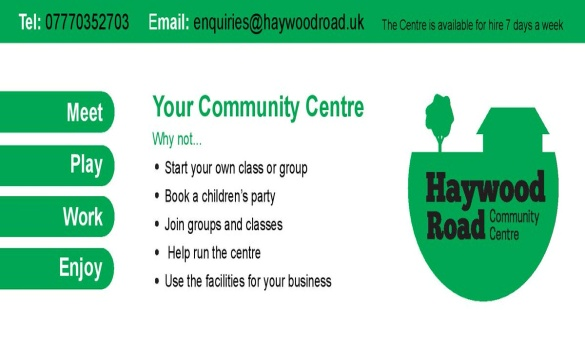 Tel: 07770352703 Email: enquiries@haywoodroad.uk The Centre is available for hire 7 days a week
Meet
Play
Work
Enjoy
Your Community Centre
Why not...
• Start your own class or group
• Book a children's party
• Join groups and classes
• Help run the centre
• Use the facilities for your business
Haywood
Road Community
Centre